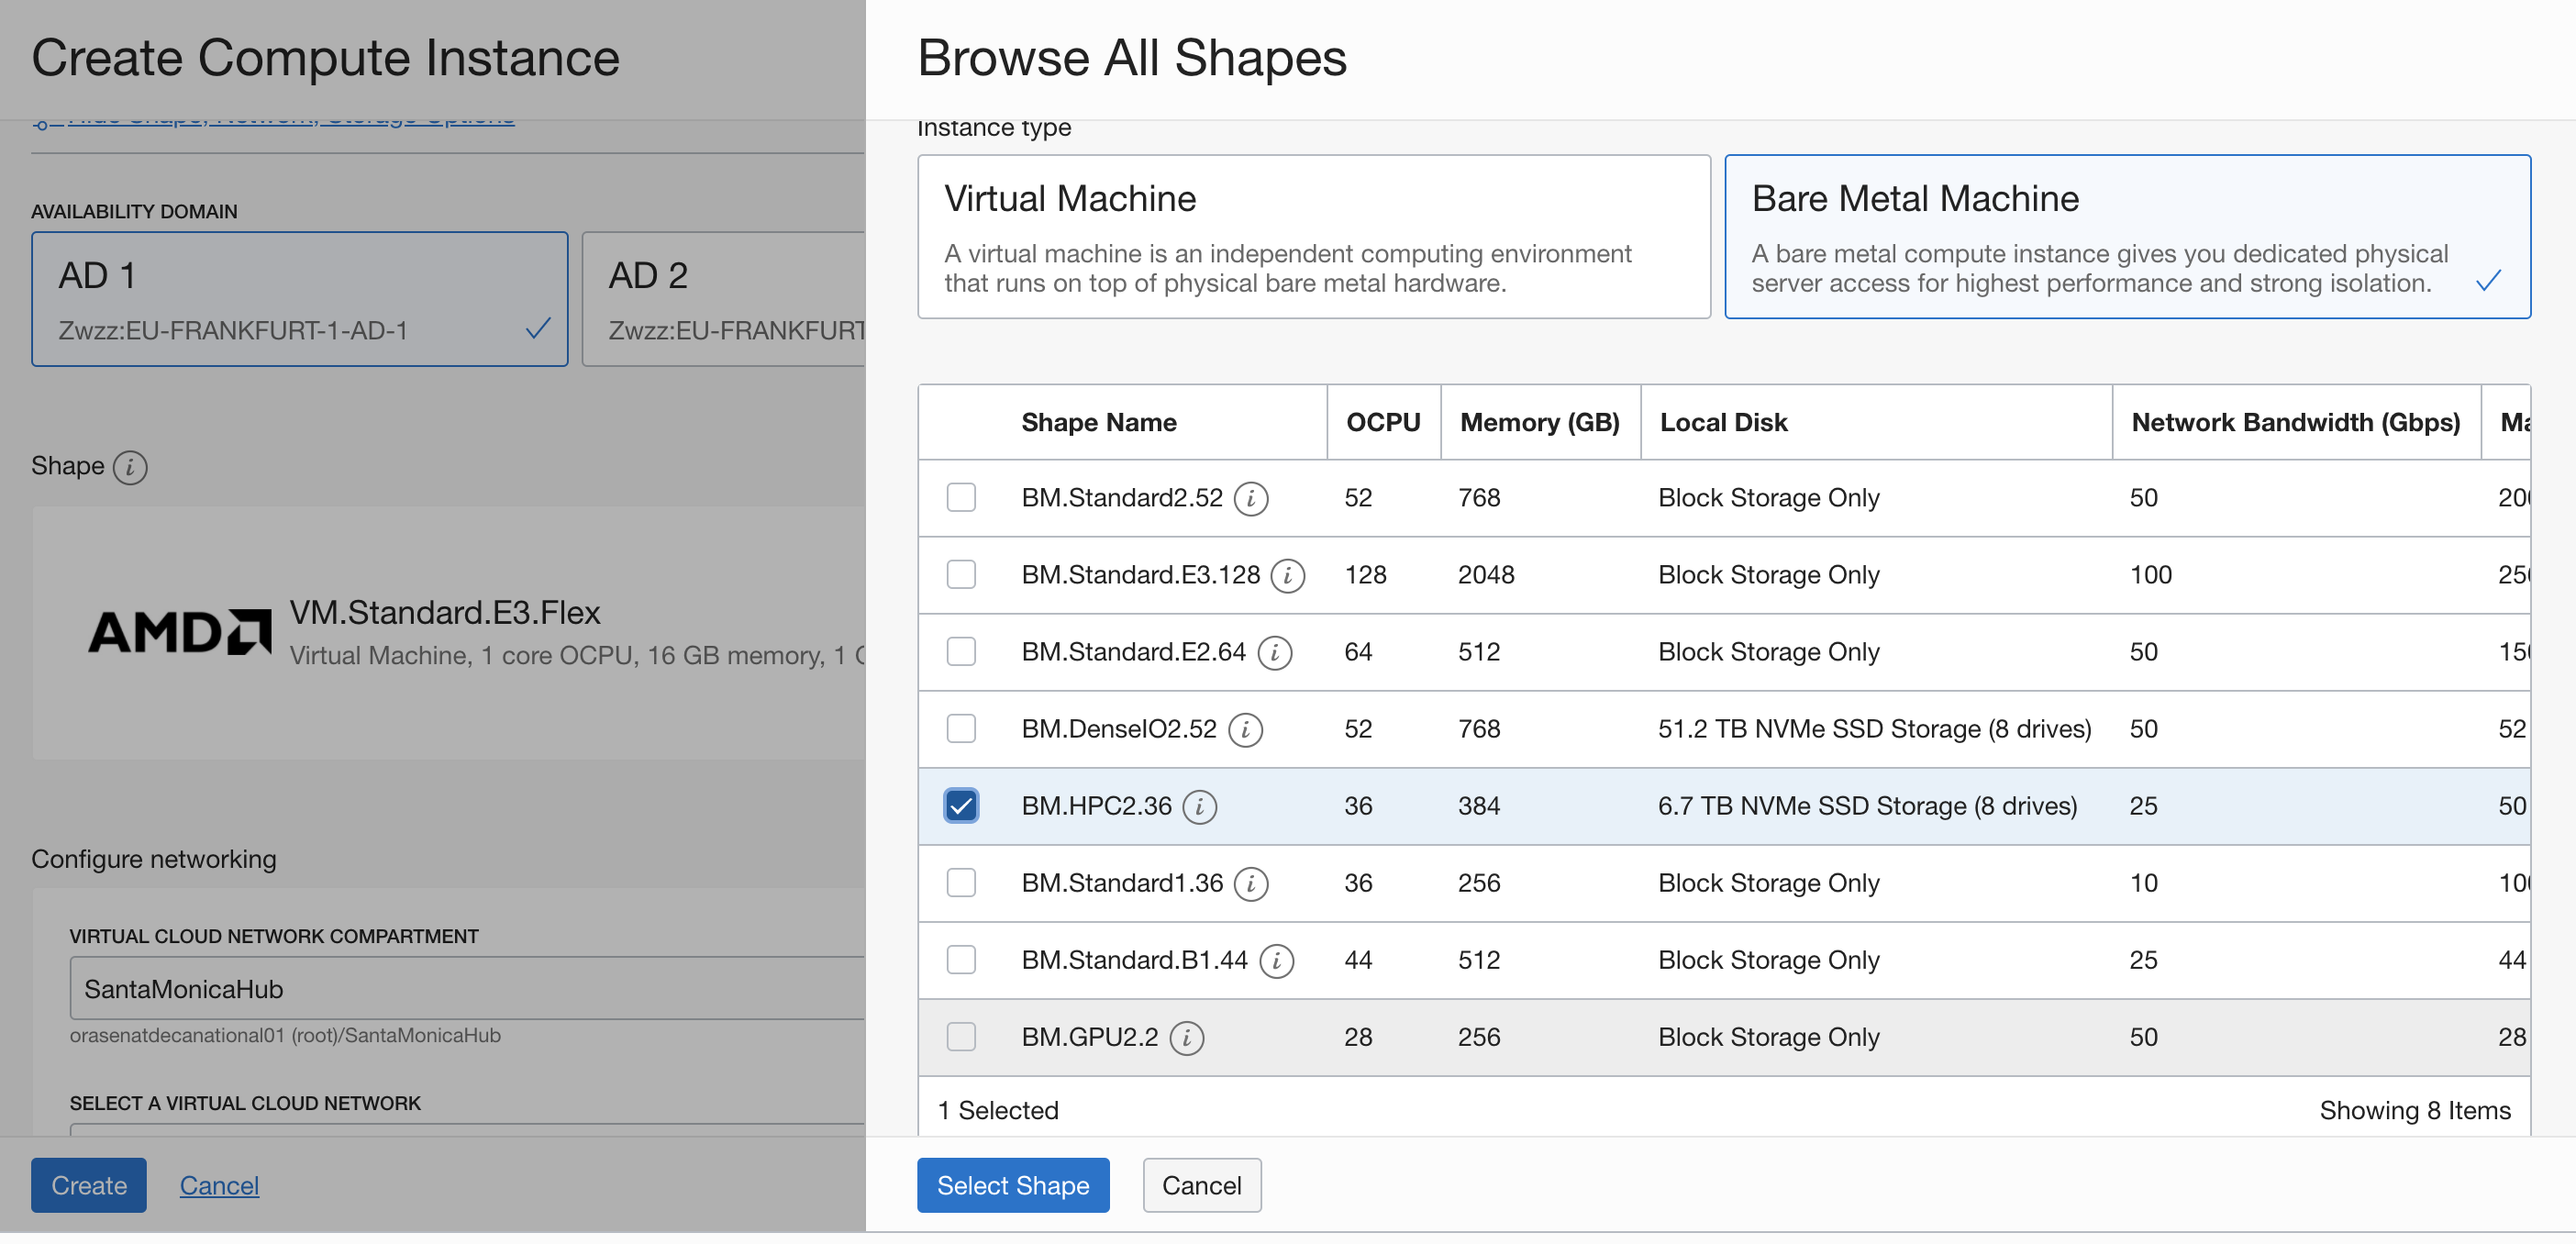 Create Compute Instance
Hide Shape, Network, Storage Options
AVAILABILITY DOMAIN
AD 1
Zwzz:EU-FRANKFURT-1-AD-1
AD 2
Zwzz:EU-FRANKFURT
Shape
AMD
VM.Standard.E3.Flex
Virtual Machine, 1 core OCPU, 16 GB memory, 1
Configure networking
VIRTUAL CLOUD NETWORK COMPARTMENT
SantaMonicaHub
orasenatdecanational01 (root)/SantaMonicaHub
SELECT A VIRTUAL CLOUD NETWORK
Create Cancel
Browse All Shapes
Instance type
Virtual Machine
A virtual machine is an independent computing environment
that runs on top of physical bare metal hardware.
Bare Metal Machine
A bare metal compute instance gives you dedicated physical
server access for highest performance and strong isolation.
Shape Name OCPU Memory (GB) Local Disk Network Bandwidth (Gbps)
BM.Standard2.52 52 768 Block Storage Only 50
BM.Standard.E3.128 128 2048 Block Storage Only 100
BM.Standard.E2.64 64 512 Block Storage Only 50
BM.DenseIO2.52 52 768 51.2 TB NVMe SSD Storage (8 drives) 50 52
BM.HPC2.36 36 384 6.7 TB NVMe SSD Storage (8 drives) 25 50
BM.Standard1.36 36 256 Block Storage Only 10
BM.Standard.B1.44 44 512 Block Storage Only 25 44
BM.GPU2.2 28 256 Block Storage Only 50 28
1 Selected Showing 8 Items
Select Shape Cancel